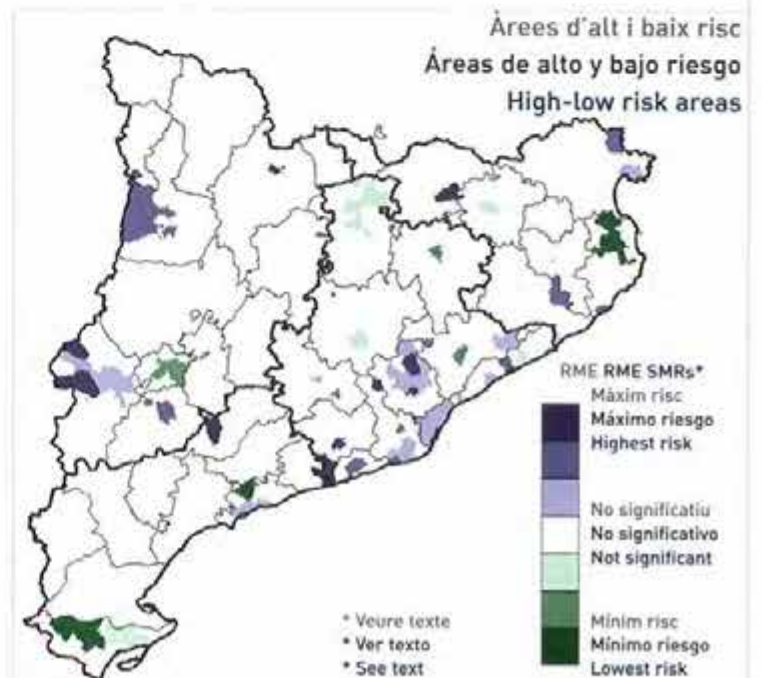 Àrees d'alt i baix risc
Áreas de alto y bajo riesgo
High-low risk areas
RME RME SMRs*
Màxim risc
Máximo riesgo
Highest risk
No significatiu
No significativo
Not significant
Mínim risc
Mínimo riesgo
Lowest risk
* Veure texte
* Ver texto
* See text